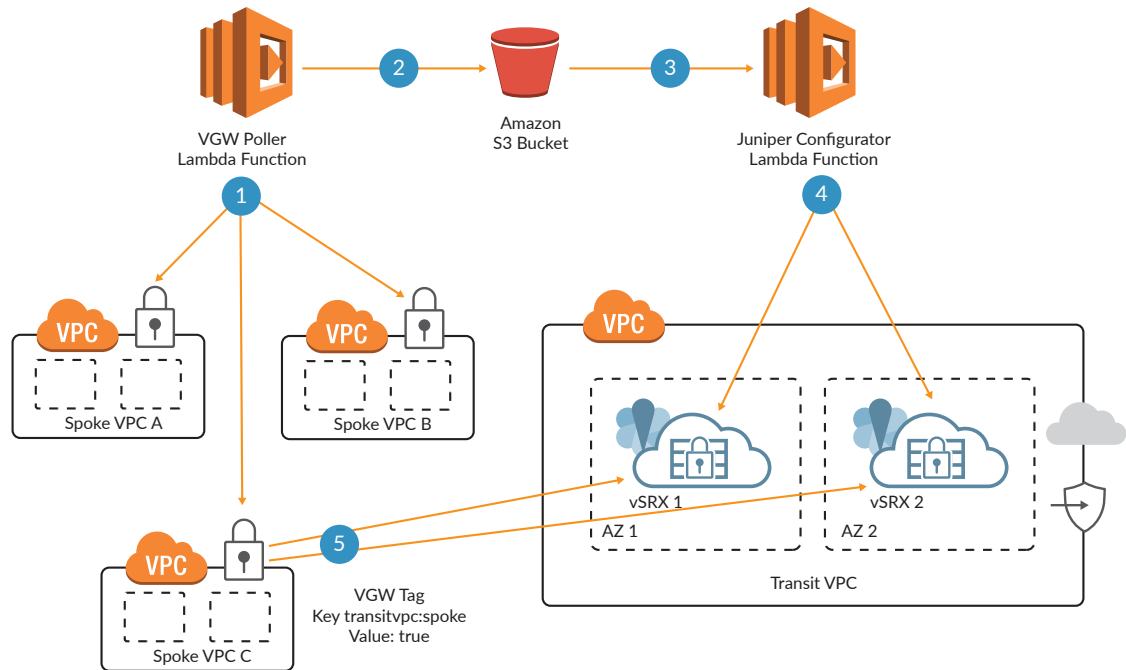 2
3
VGW Poller
Lambda Function
Amazon
S3 Bucket
Juniper Configurator
Lambda Function
1
4
VPC
Spoke VPC A
VPC
Spoke VPC B
VPC
vSRX 1
AZ 1
vSRX 2
AZ 2
Transit VPC
5
VPC
Spoke VPC C
VGW Tag
Key transitvpc:spoke
Value: true